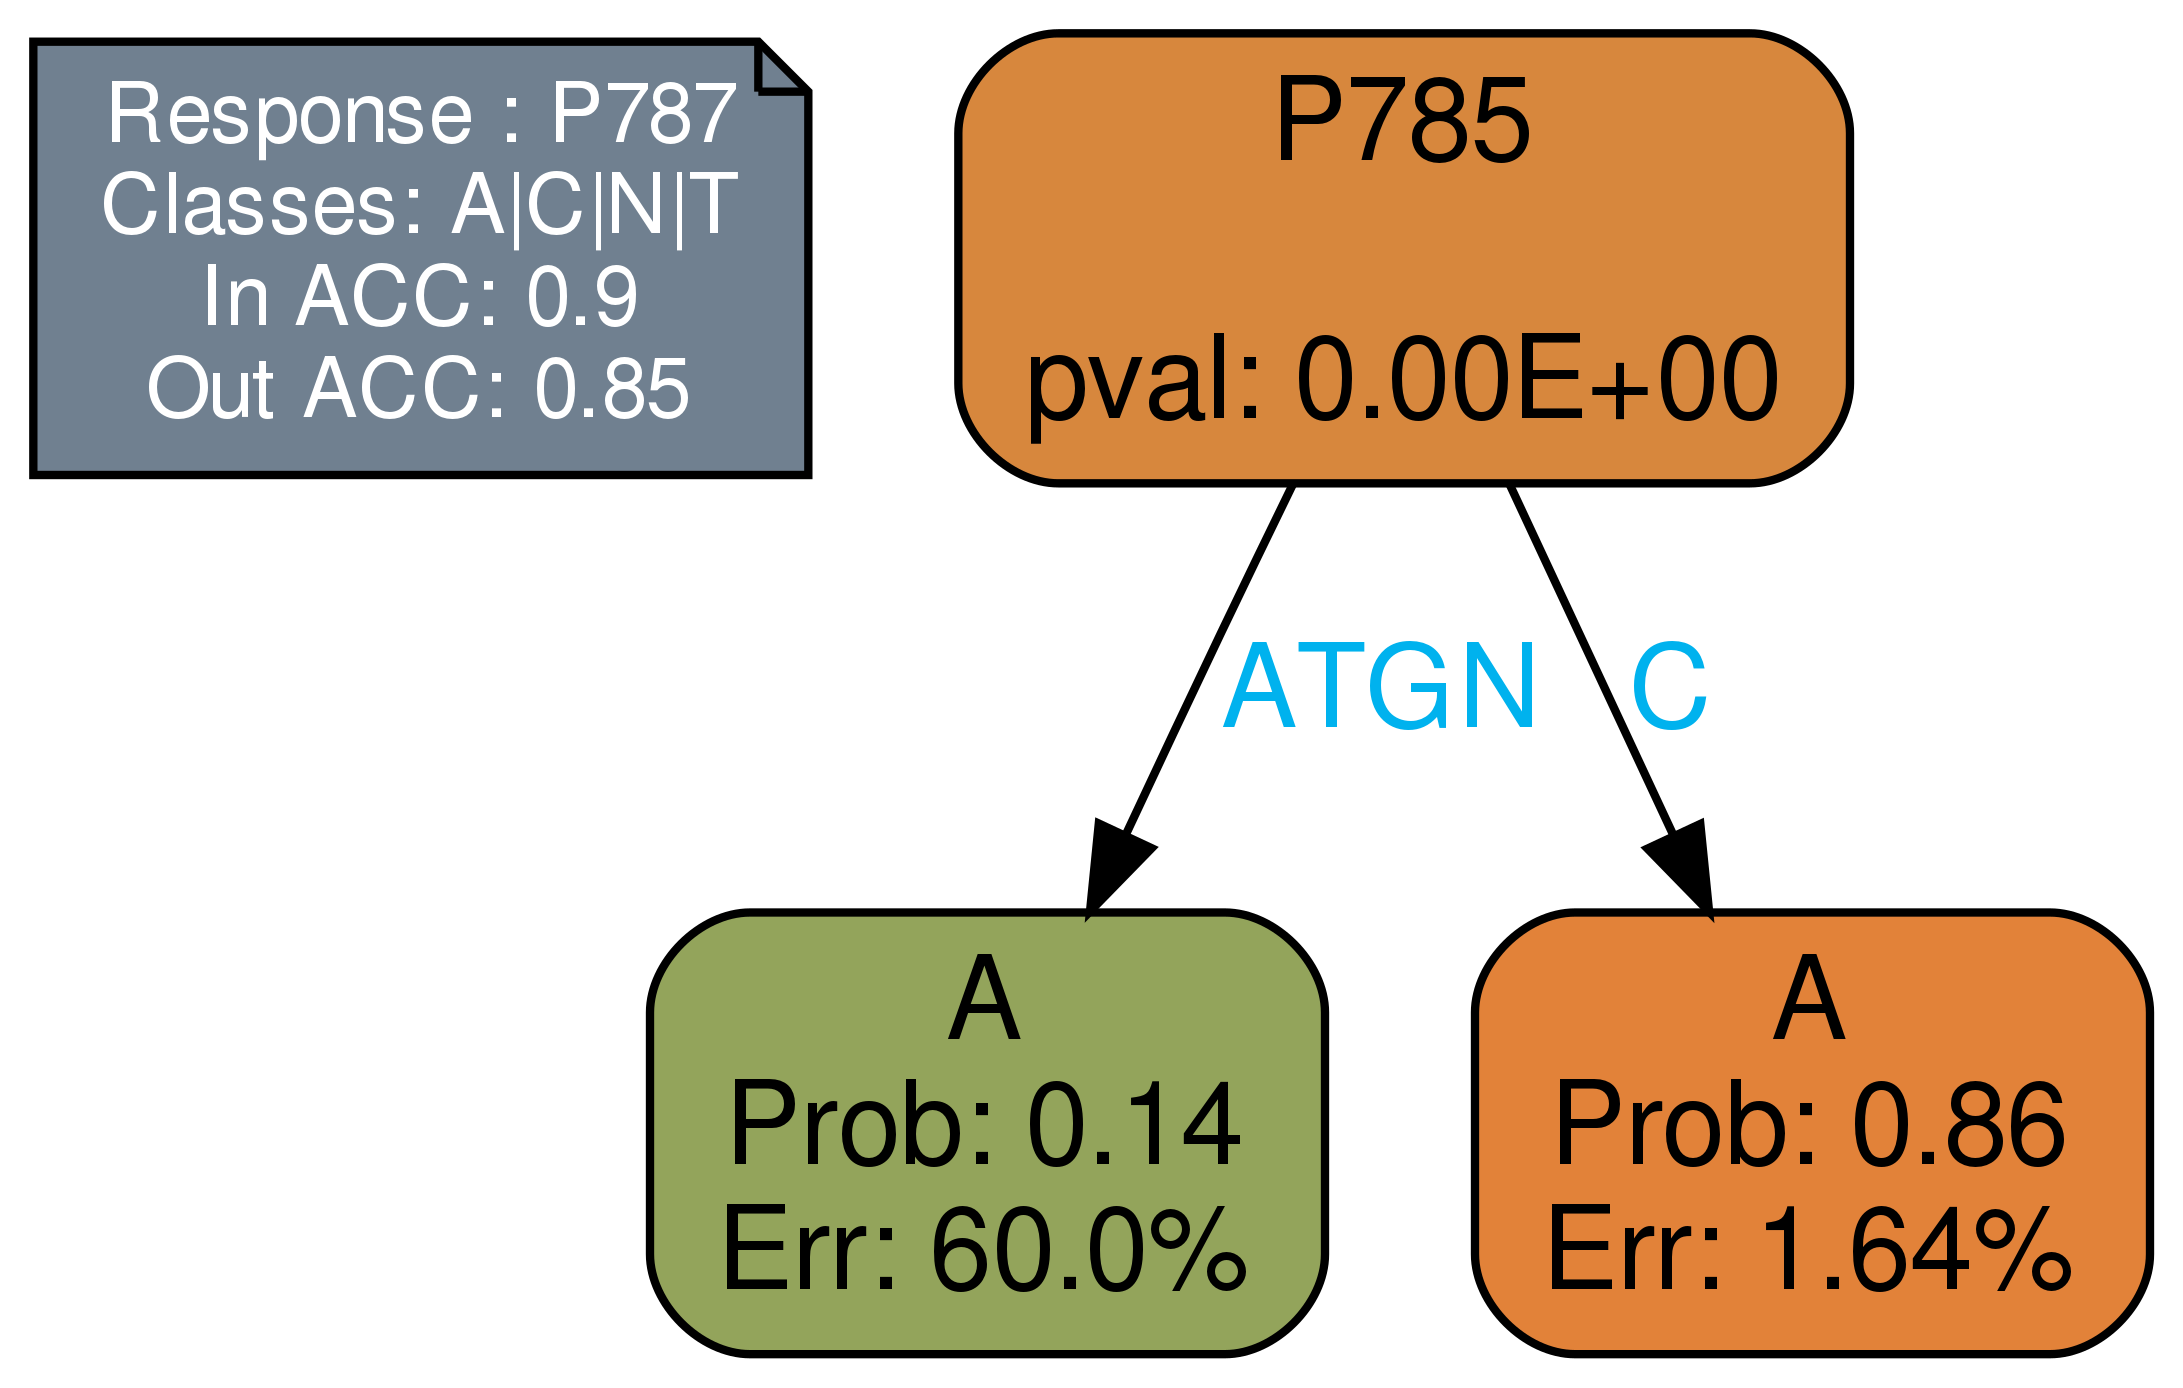 Response : P787
Classes: A|C|N|T
In ACC: 0.9
Out ACC: 0.85
P785
pval: 0.00E+00
ATGN
C
A
Prob: 0.14
Err: 60.0%
A
Prob: 0.86
Err: 1.64%